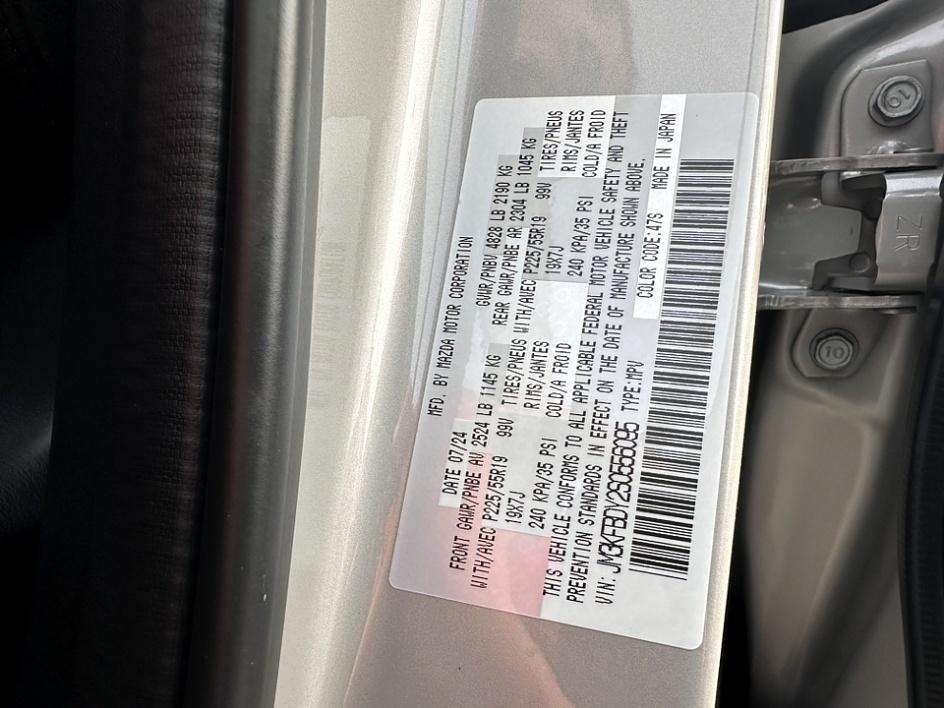 MFD. BY MAZDA MOTOR CORPORATION
DATE 07/24 GVWR/PNBV 4828 LB 2190 KG
FRONT GAWR/PNBE AV 2524 LB 1145 KG REAR GAWR/PNBE AR 2304 LB 1045 KG
WITH/AVEC P225/55R19 99V TIRES/PNEUS WITH/AVEC P225/55R19 99V TIRES/PNEUS
19X7J RIMS/JANTES 19X7J RIMS/JANTES
240 KPA/35 PSI COLD/A FROID 240 KPA/35 PSI COLD/A FROID
THIS VEHICLE CONFORMS TO ALL APPLICABLE FEDERAL MOTOR VEHICLE SAFETY AND THEFT
PREVENTION STANDARDS IN EFFECT ON THE DATE OF MANUFACTURE SHOWN ABOVE.
VIN: JM3KFBDY2S0556095 TYPE:MPV COLOR CODE:47S
MADE IN JAPAN
10
ZR
10